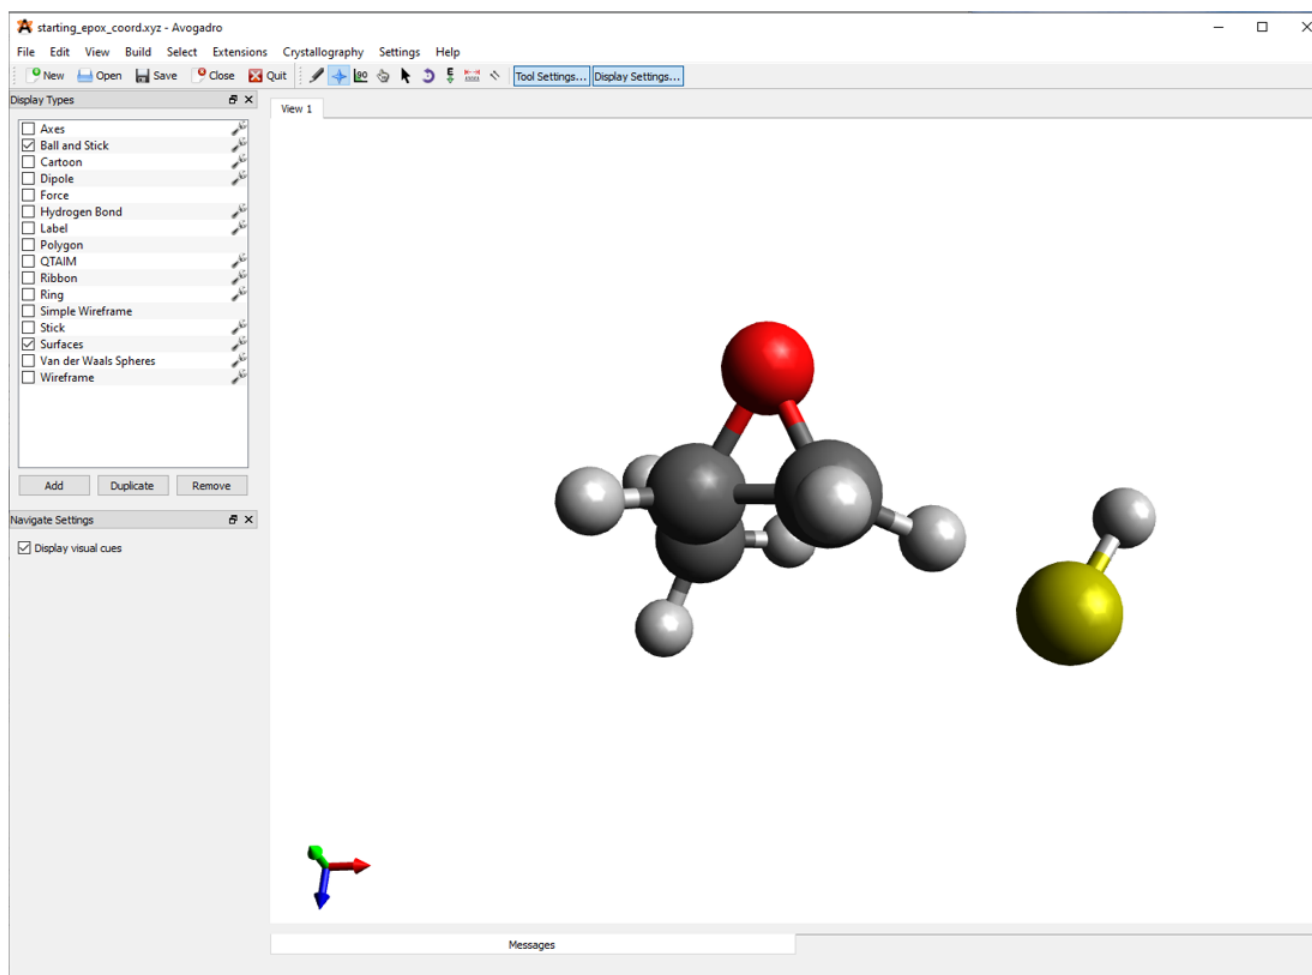 starting_epox_coord.xyz - Avogadro
File Edit View Build Select Extensions Crystallography Settings Help
New Open Save Close Quit 90 E Tool Settings... Display Settings...
Display Types
View 1
Axes
Ball and Stick
Cartoon
Dipole
Force
Hydrogen Bond
Label
Polygon
QTAIM
Ribbon
Ring
Simple Wireframe
Stick
Surfaces
Van der Waals Spheres
Wireframe
Add Duplicate Remove
Navigate Settings
Display visual cues
Messages